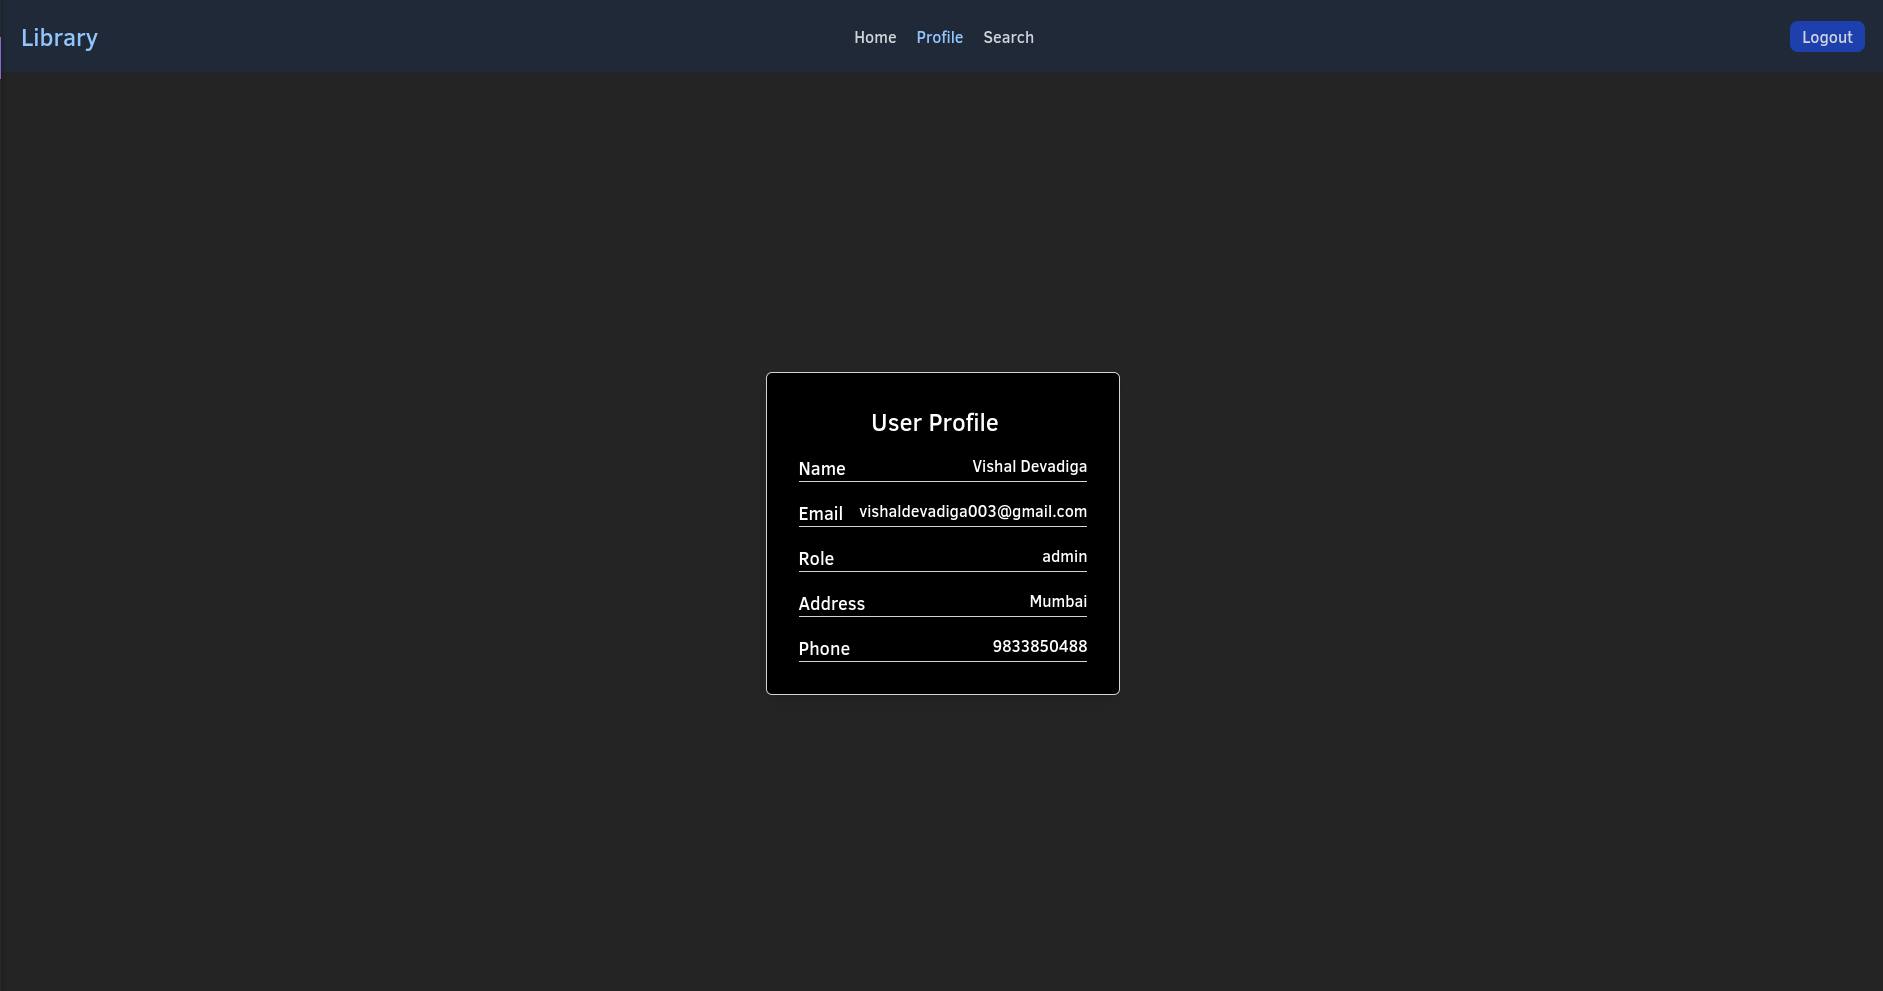 Library Home Profile Search Logout
User Profile
Name Vishal Devadiga
Email vishaldevadiga003@gmail.com
Role admin
Address Mumbai
Phone 9833850488